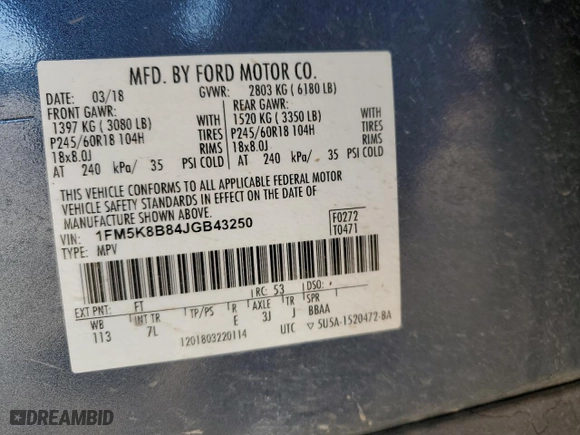 MFD. BY FORD MOTOR CO.
DATE: 03/18 GVWR: 2803 KG ( 6180 LB)
FRONT GAWR: REAR GAWR:
1397 KG ( 3080 LB) WITH 1520 KG ( 3350 LB) WITH
P245/60R18 104H TIRES P245/60R18 104H TIRES
18x8.0J RIMS 18x8.0J RIMS
AT 240 kPa/ 35 PSI COLD AT 240 kPa/ 35 PSI COLD
THIS VEHICLE CONFORMS TO ALL APPLICABLE FEDERAL MOTOR
VEHICLE SAFETY STANDARDS IN EFFECT ON THE DATE OF
MANUFACTURE SHOWN ABOVE.
VIN: 1FM5K8B84JGB43250 F0272
TYPE: MPV T0471
EXT PNT: FT RC: 53 DSO:
WB INT TR TP/PS R AXLE TR SPR
113 7L E 3J J BBAA
1201803220114 UTC ▽5U5A-1520472-BA
DREAMBID